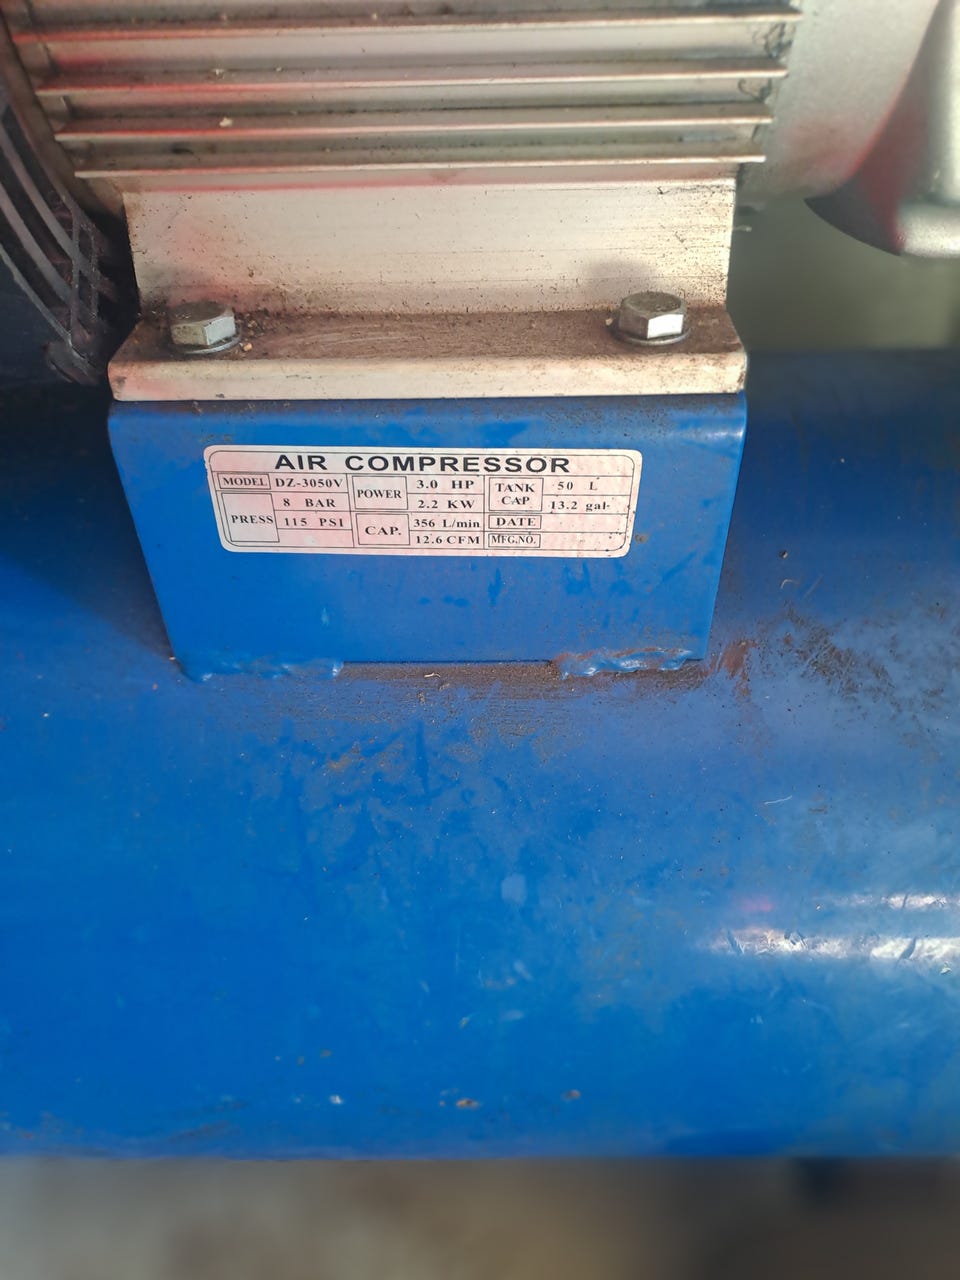 AIR COMPRESSOR
MODEL DZ-3050V POWER 3.0 HP TANK CAP 50 L
PRESS 8 BAR 2.2 KW 13.2 gal
115 PSI CAP. 356 L/min DATE
12.6 CFM MFG.NO.